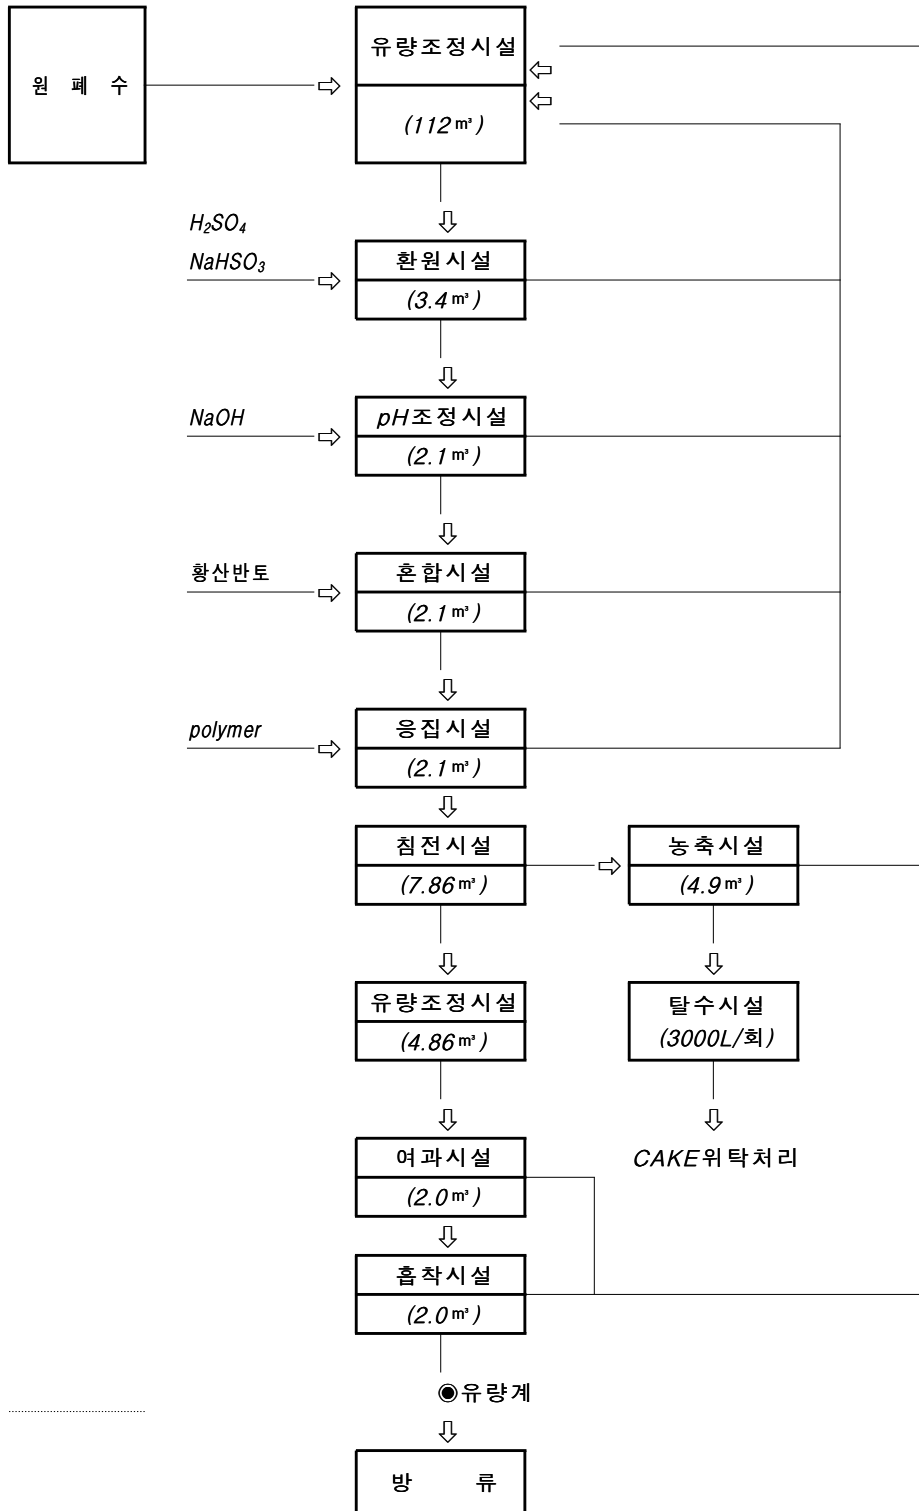 원 폐 수
유량조정시설
(112㎥)
H₂SO₄
NaHSO₃
환원시설
(3.4㎥)
NaOH
pH조정시설
(2.1㎥)
황산반토
혼합시설
(2.1㎥)
polymer
응집시설
(2.1㎥)
침전시설
(7.86㎥)
농축시설
(4.9㎥)
유량조정시설
(4.86㎥)
탈수시설
(3000L/회)
여과시설
(2.0㎥)
CAKE위탁처리
흡착시설
(2.0㎥)
◉유량계
방 류